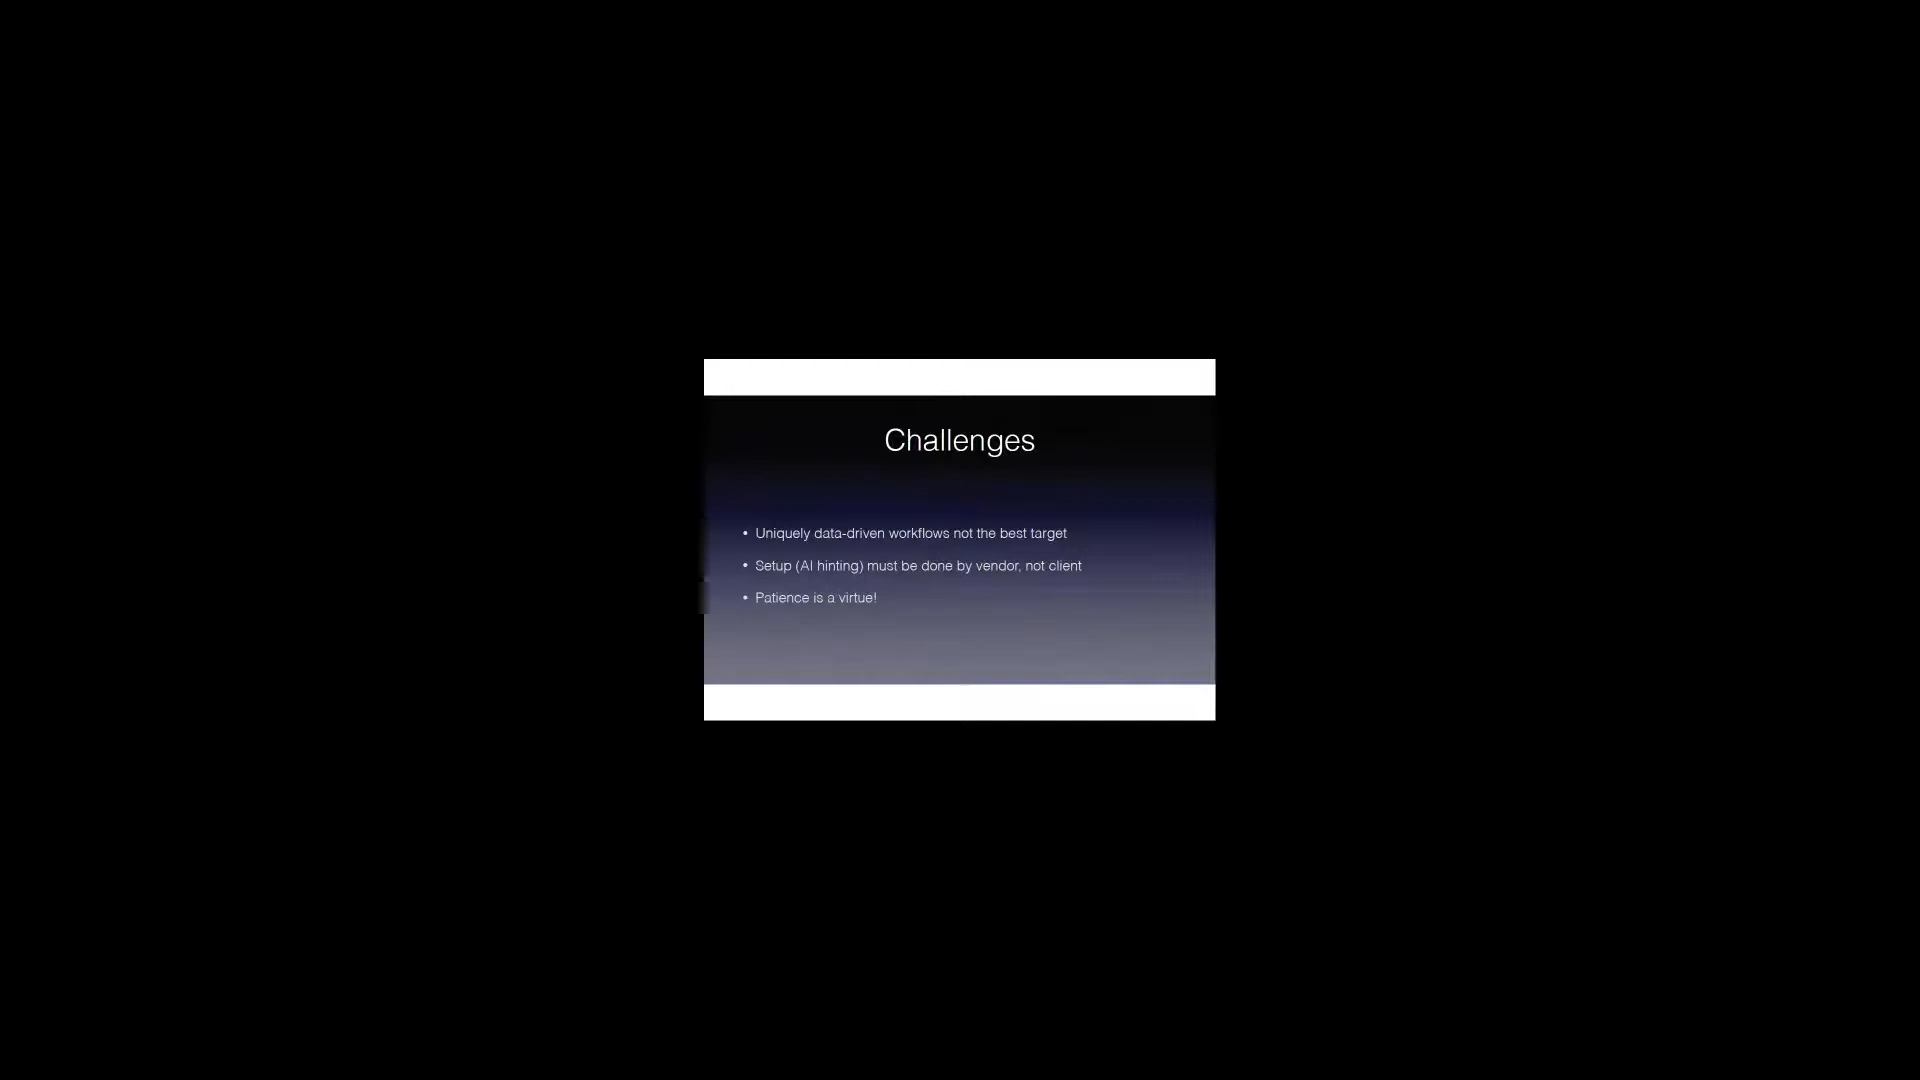 Challenges
• Uniquely data-driven workflows not the best target
• Setup (AI hinting) must be done by vendor, not client
• Patience is a virtue!